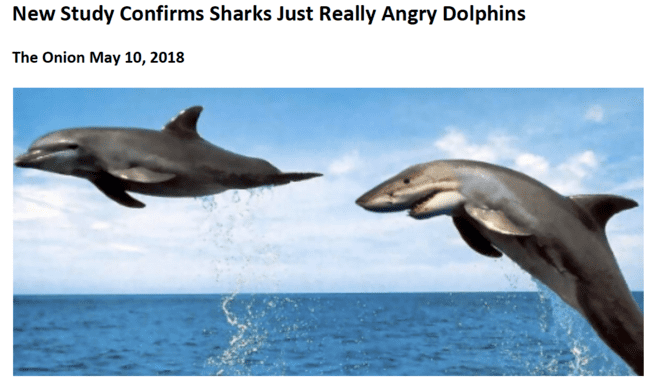 New Study Confirms Sharks Just Really Angry Dolphins
The Onion May 10, 2018